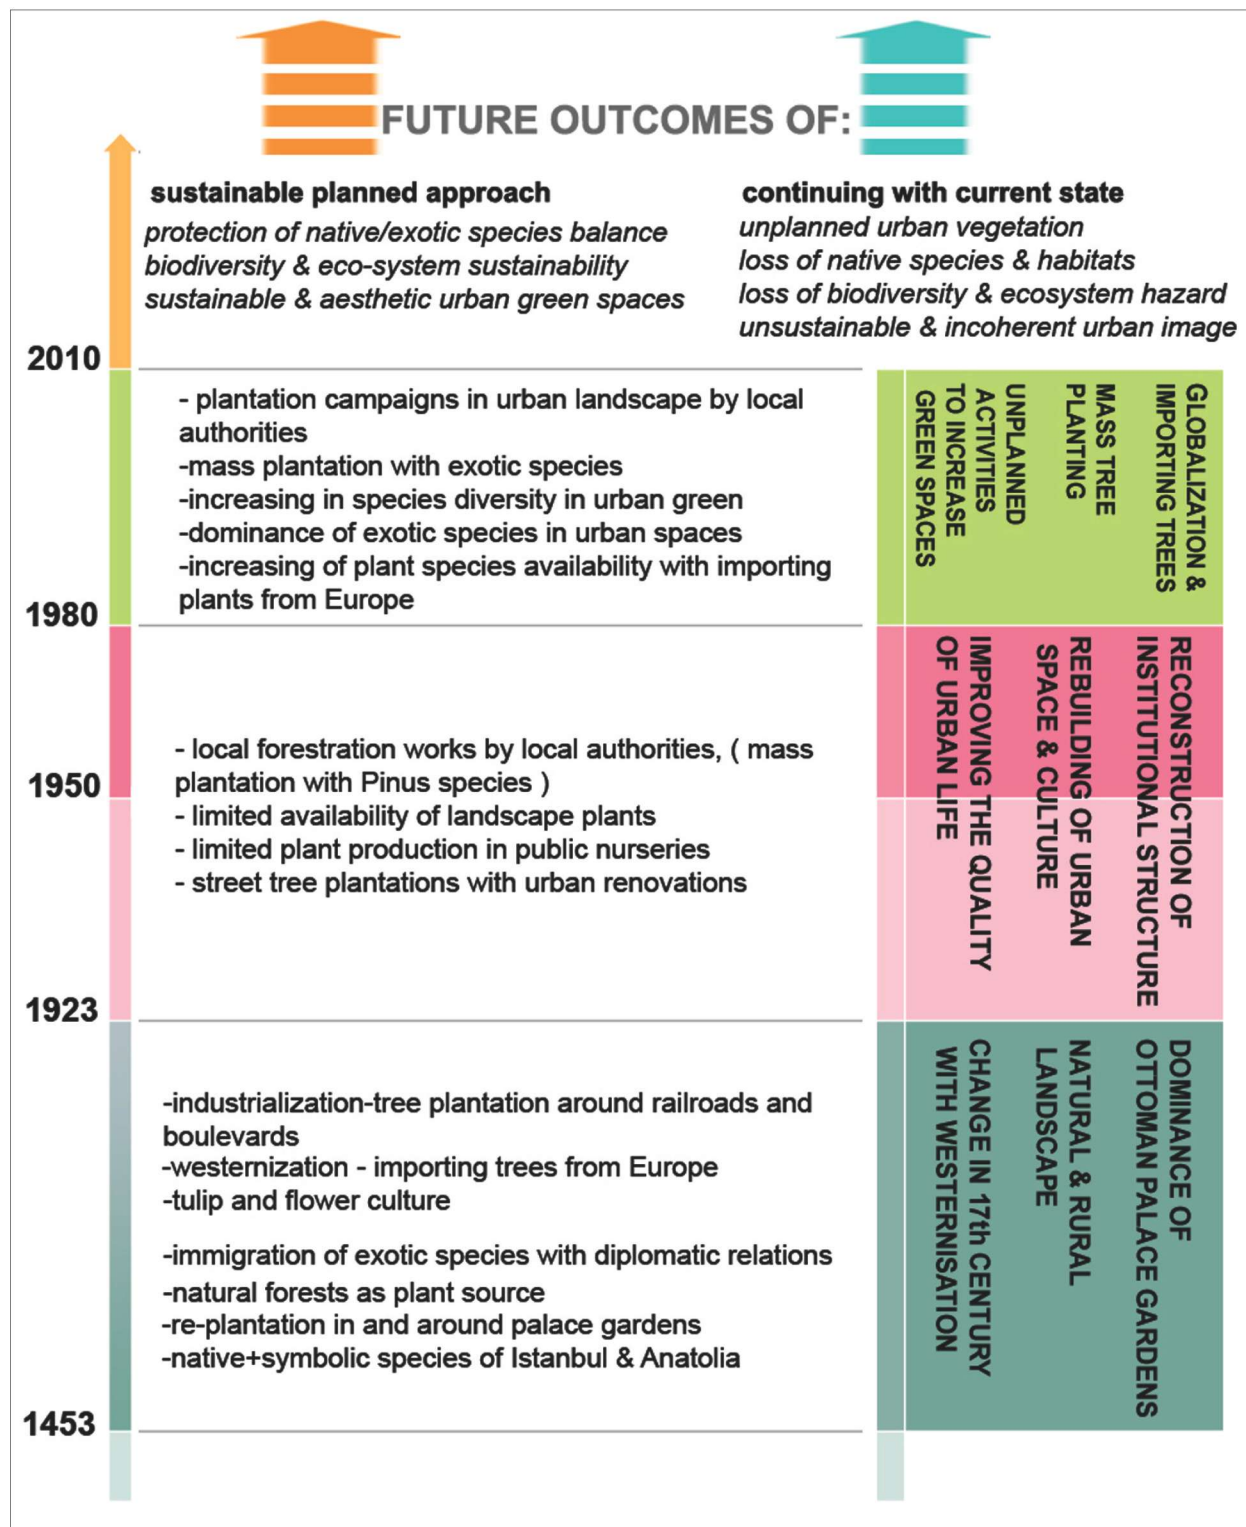 FUTURE OUTCOMES OF:
sustainable planned approach
protection of native/exotic species balance
biodiversity & eco-system sustainability
sustainable & aesthetic urban green spaces
continuing with current state
unplanned urban vegetation
loss of native species & habitats
loss of biodiversity & ecosystem hazard
unsustainable & incoherent urban image
2010
- plantation campaigns in urban landscape by local
authorities
-mass plantation with exotic species
-increasing in species diversity in urban green
-dominance of exotic species in urban spaces
-increasing of plant species availability with importing
plants from Europe
GLOBALIZATION &
IMPORTING TREES
MASS TREE
PLANTING
UNPLANNED
ACTIVITIES
TO INCREASE
GREEN SPACES
1980
- local forestration works by local authorities, ( mass
plantation with Pinus species )
- limited availability of landscape plants
- limited plant production in public nurseries
- street tree plantations with urban renovations
1950
RECONSTRUCTION OF
INSTITUTIONAL STRUCTURE
REBUILDING OF URBAN
SPACE & CULTURE
IMPROVING THE QUALITY
OF URBAN LIFE
1923
-industrialization-tree plantation around railroads and
boulevards
-westernization - importing trees from Europe
-tulip and flower culture
-immigration of exotic species with diplomatic relations
-natural forests as plant source
-re-plantation in and around palace gardens
-native+symbolic species of Istanbul & Anatolia
DOMINANCE OF
OTTOMAN PALACE GARDENS
NATURAL & RURAL
LANDSCAPE
CHANGE IN 17th CENTURY
WITH WESTERNISATION
1453